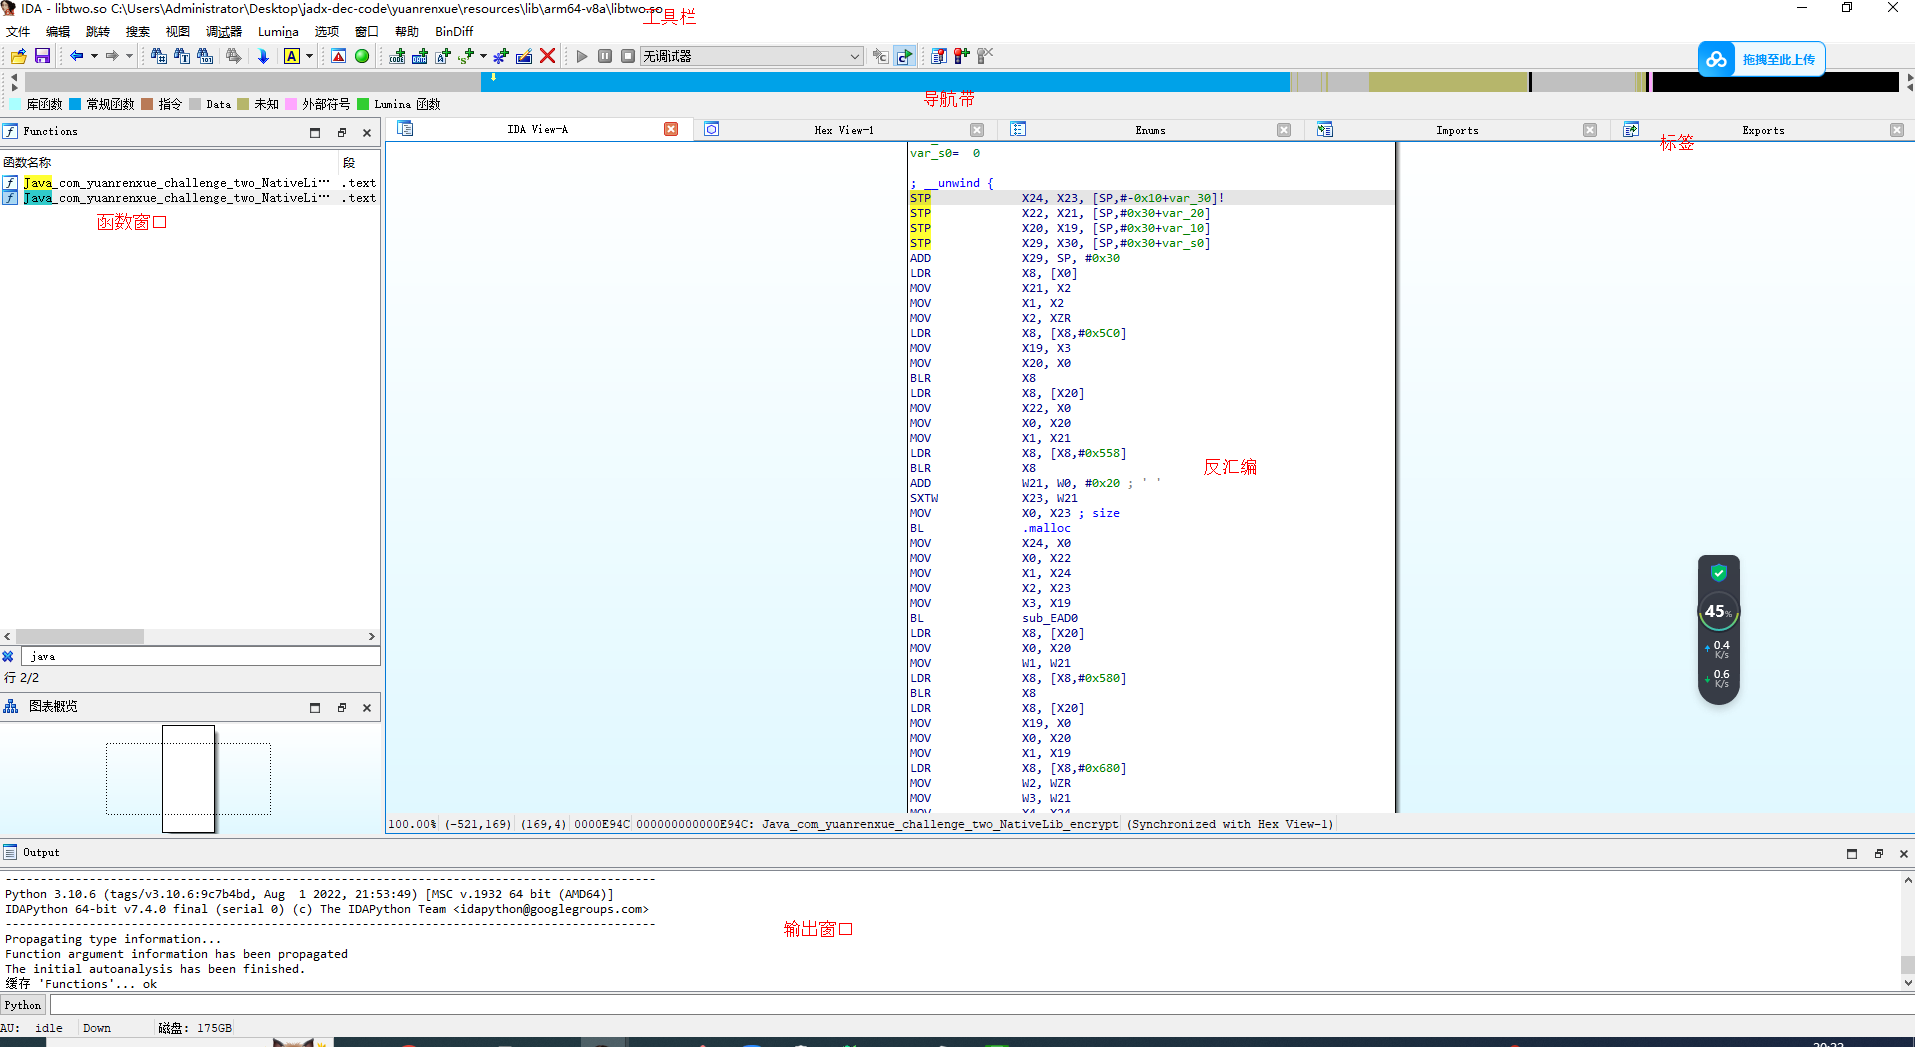 IDA - libtwo.so C:\Users\Administrator\Desktop\jadx-dec-code\yuanrenxue\resources\lib\arm64-v8a\libtwo.so
工具栏
文件 编辑 跳转 搜索 视图 调试器 Lumina 选项 窗口 帮助 BinDiff
无调试器
拖拽至此上传
库函数 常规函数 指令 Data 未知 外部符号 Lumina 函数
导航带
Functions
IDA View-A Hex View-1 Enums Imports Exports
标签
函数名称 段
Java_com_yuanrenxue_challenge_two_NativeLi… .text
Java_com_yuanrenxue_challenge_two_NativeLi… .text
函数窗口
java
行 2/2
图表概览
var_s0= 0
; __unwind {
STP X24, X23, [SP,#-0x10+var_30]!
STP X22, X21, [SP,#0x30+var_20]
STP X20, X19, [SP,#0x30+var_10]
STP X29, X30, [SP,#0x30+var_s0]
ADD X29, SP, #0x30
LDR X8, [X0]
MOV X21, X2
MOV X1, X2
MOV X2, XZR
LDR X8, [X8,#0x5C0]
MOV X19, X3
MOV X20, X0
BLR X8
LDR X8, [X20]
MOV X22, X0
MOV X0, X20
MOV X1, X21
LDR X8, [X8,#0x558]
BLR X8
反汇编
ADD W21, W0, #0x20 ; ' '
SXTW X23, W21
MOV X0, X23 ; size
BL .malloc
MOV X24, X0
MOV X0, X22
MOV X1, X24
MOV X2, X23
MOV X3, X19
BL sub_EAD0
LDR X8, [X20]
MOV X0, X20
MOV W1, W21
LDR X8, [X8,#0x580]
BLR X8
LDR X8, [X20]
MOV X19, X0
MOV X0, X20
MOV X1, X19
LDR X8, [X8,#0x680]
MOV W2, WZR
MOV W3, W21
MOV X4, X24
45%
0.4
K/s
0.6
K/s
100.00% (-521,169) (169,4) 0000E94C 000000000000E94C: Java_com_yuanrenxue_challenge_two_NativeLib_encrypt (Synchronized with Hex View-1)
Output
Python 3.10.6 (tags/v3.10.6:9c7b4bd, Aug  1 2022, 21:53:49) [MSC v.1932 64 bit (AMD64)]
IDAPython 64-bit v7.4.0 final (serial 0) (c) The IDAPython Team <idapython@googlegroups.com>
输出窗口
Propagating type information...
Function argument information has been propagated
The initial autoanalysis has been finished.
缓存 'Functions'... ok
Python
AU: idle Down 磁盘: 175GB